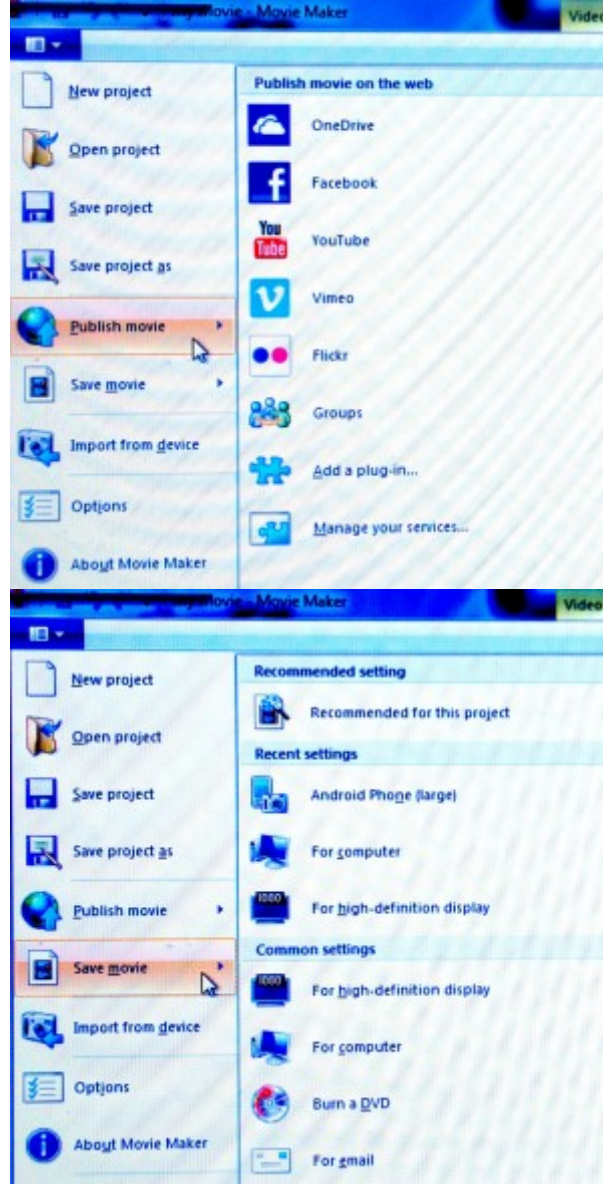 Movie - Movie Maker
Video
New project
Open project
Save project
Save project as
Publish movie
Save movie
Import from device
Options
About Movie Maker
Publish movie on the web
OneDrive
Facebook
You
Tube
YouTube
Vimeo
Flickr
Groups
Add a plug-in...
Manage your services...
Movie Maker
Video
New project
Open project
Save project
Save project as
Publish movie
Save movie
Import from device
Options
About Movie Maker
Recommended setting
Recommended for this project
Recent settings
Android Phone (large)
For computer
1080
For high-definition display
Common settings
1080
For high-definition display
For computer
Burn a DVD
For email